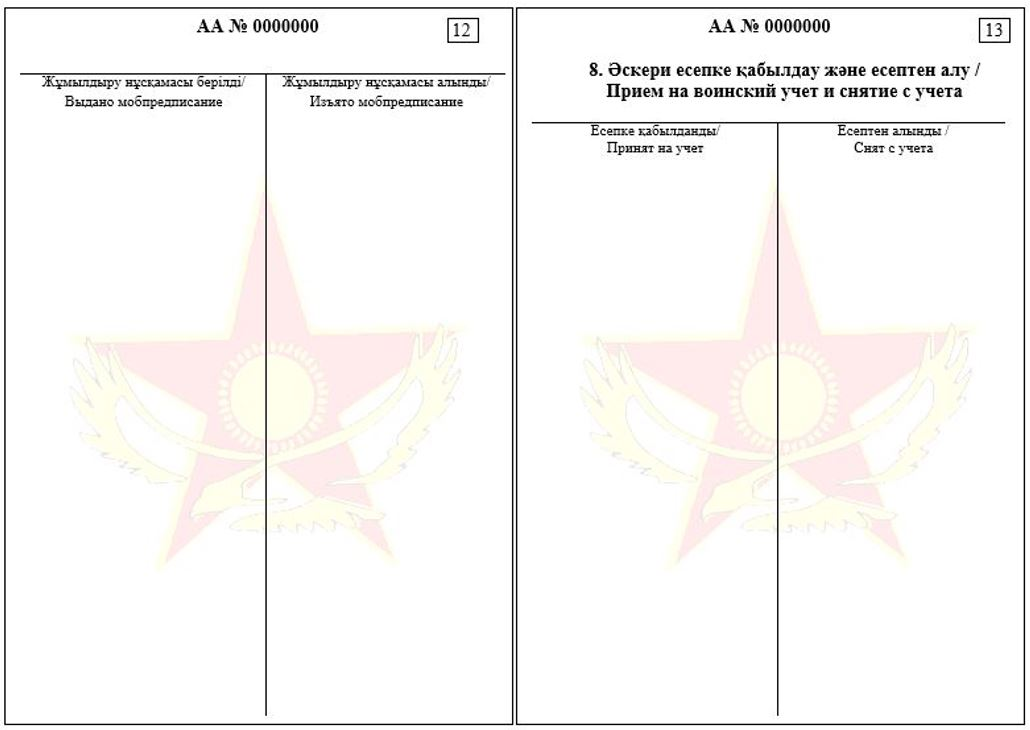 АА № 0000000
12
Жұмылдыру нұсқамасы берілді/
Выдано мобпредписание
Жұмылдыру нұсқамасы алынды/
Изъято мобпредписание
АА № 0000000
13
8. Әскери есепке қабылдау және есептен алу /
Прием на воинский учет и снятие с учета
Есепке қабылданды/
Принят на учет
Есептен алынды /
Снят с учета